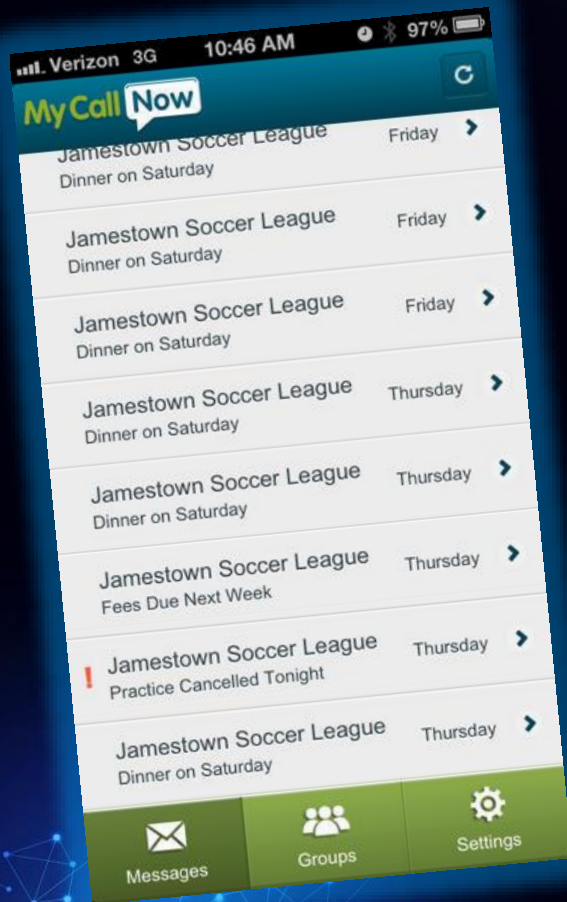 Verizon 3G 10:46 AM 97%
MyCall Now
Jamestown Soccer League Friday
Dinner on Saturday
Jamestown Soccer League Friday
Dinner on Saturday
Jamestown Soccer League Friday
Dinner on Saturday
Jamestown Soccer League Thursday
Dinner on Saturday
Jamestown Soccer League Thursday
Dinner on Saturday
Jamestown Soccer League Thursday
Fees Due Next Week
! Jamestown Soccer League Thursday
Practice Cancelled Tonight
Jamestown Soccer League Thursday
Dinner on Saturday
Messages Groups Settings